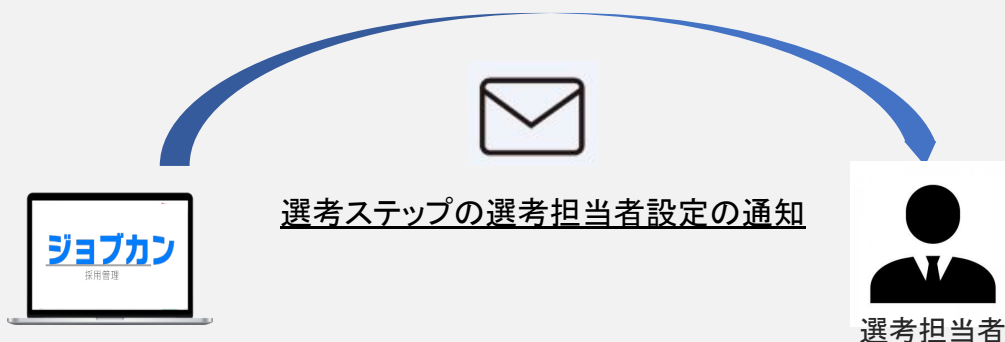 選考ステップの選考担当者設定の通知
ジョブカン
採用管理
選考担当者